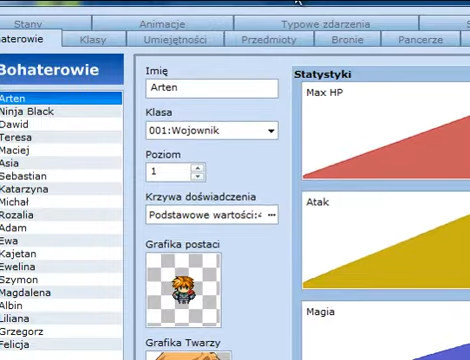 Stany Animacje Typowe zdarzenia
Klasy Umiejętności Przedmioty Bronie Pancerze
Bohaterowie
Arten
Ninja Black
Dawid
Teresa
Maciej
Asia
Sebastian
Katarzyna
Michał
Rozalia
Adam
Ewa
Kajetan
Ewelina
Szymon
Magdalena
Albin
Liliana
Grzegorz
Felicja
Imię
Arten
Klasa
001:Wojownik
Poziom
1
Krzywa doświadczenia
Podstawowe wartości:
Grafika postaci
Grafika Twarzy
Statystyki
Max HP
Atak
Magia